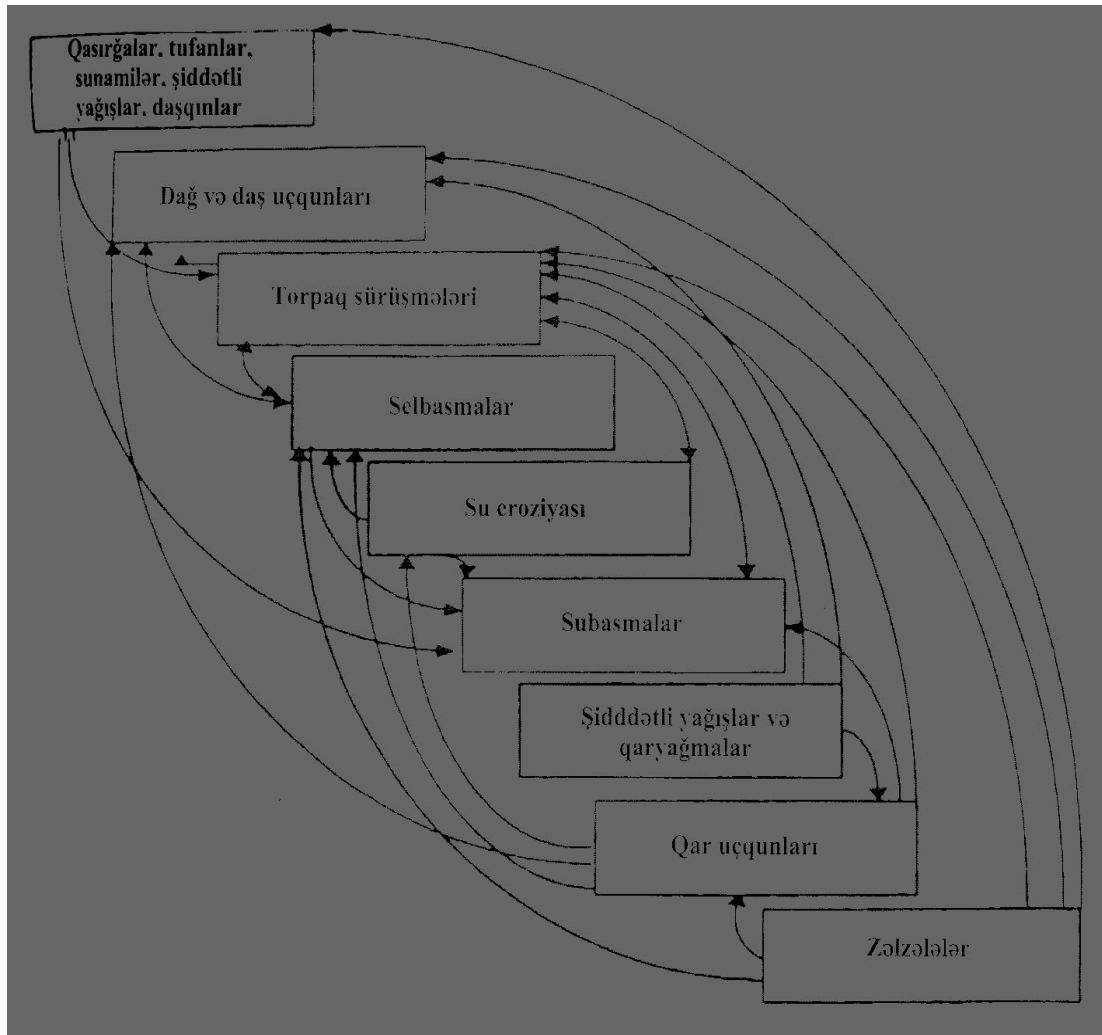 Qasırğalar, tufanlar,
sunamilər, şiddətli
yağışlar, daşqınlar
Dağ və daş uçqunları
Torpaq sürüşmələri
Selbasmalar
Su eroziyası
Subasmalar
Şidddətli yağışlar və
qaryağmalar
Qar uçqunları
Zəlzələlər